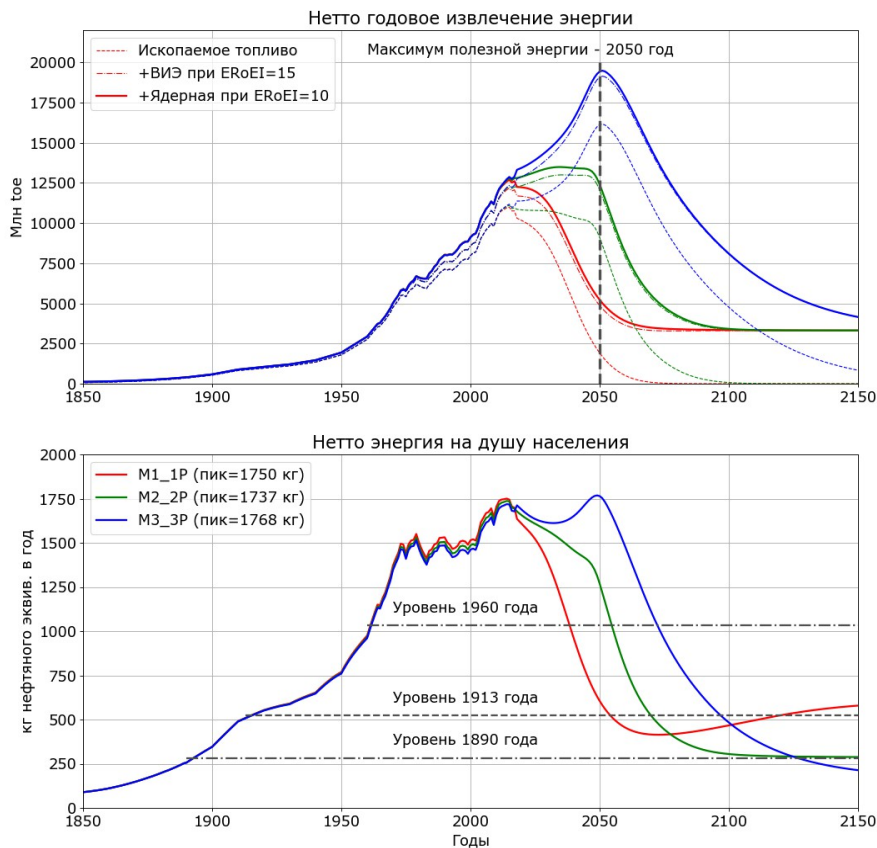 Нетто годовое извлечение энергии
Млн toe
20000
17500
15000
12500
10000
7500
5000
2500
0
Ископаемое топливо
+ВИЭ при ERoEI=15
+Ядерная при ERoEI=10
Максимум полезной энергии - 2050 год
1850 1900 1950 2000 2050 2100 2150
Нетто энергия на душу населения
кг нефтяного эквив. в год
2000
1750
1500
1250
1000
750
500
250
0
M1_1P (пик=1750 кг)
M2_2P (пик=1737 кг)
M3_3P (пик=1768 кг)
Уровень 1960 года
Уровень 1913 года
Уровень 1890 года
1850 1900 1950 2000 2050 2100 2150
Годы